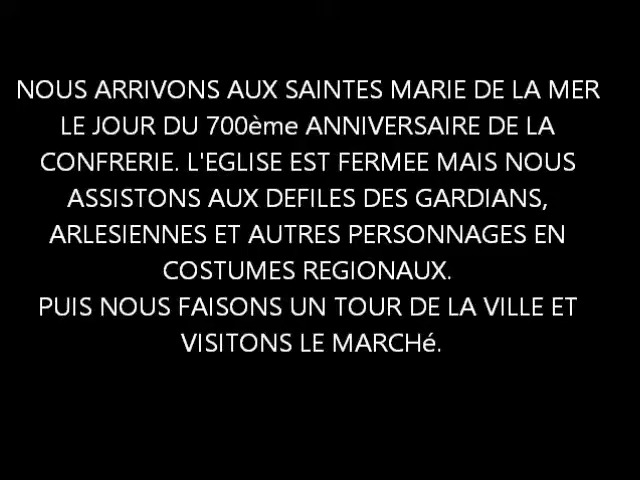 NOUS ARRIVONS AUX SAINTES MARIE DE LA MER
LE JOUR DU 700ème ANNIVERSAIRE DE LA
CONFRERIE. L'EGLISE EST FERMEE MAIS NOUS
ASSISTONS AUX DEFILES DES GARDIANS,
ARLESIENNES ET AUTRES PERSONNAGES EN
COSTUMES REGIONAUX.
PUIS NOUS FAISONS UN TOUR DE LA VILLE ET
VISITONS LE MARCHé.